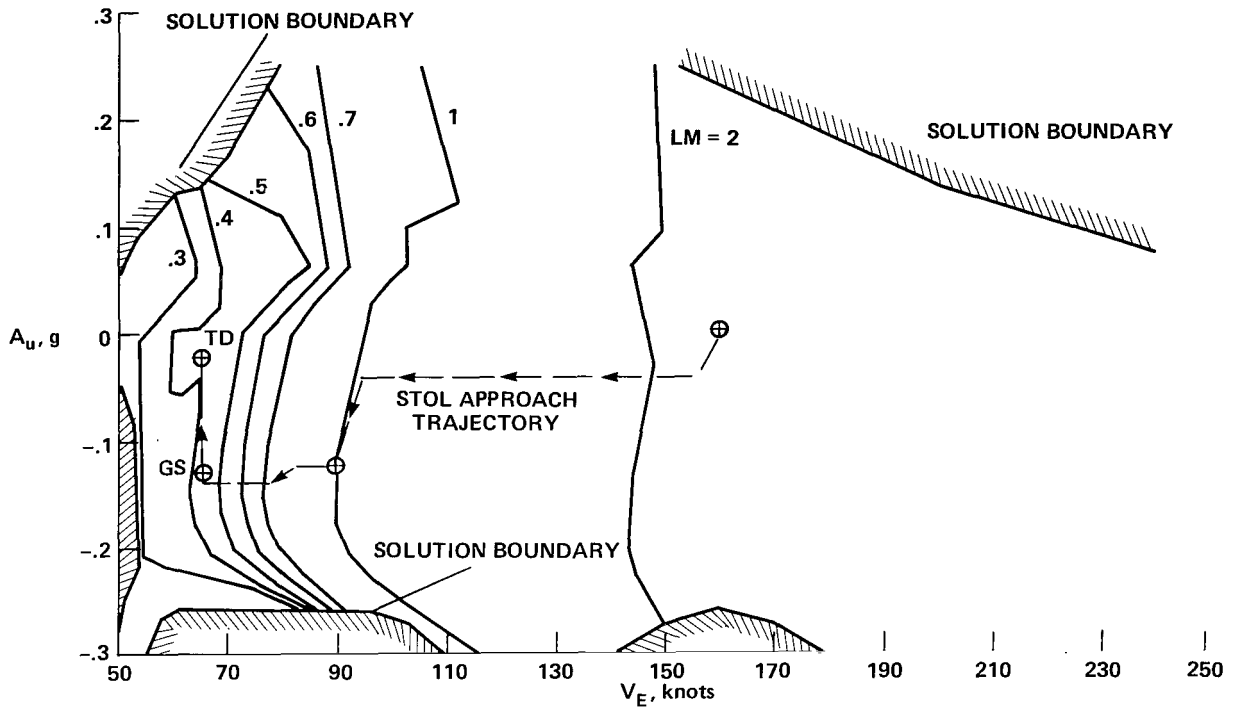 .3
SOLUTION BOUNDARY
.2
.6
.7
1
LM = 2
SOLUTION BOUNDARY
.5
.4
.1
.3
A_u, g
0
TD
STOL APPROACH
TRAJECTORY
-.1
GS
-.2
SOLUTION BOUNDARY
-.3
50 70 90 110 130 150 170 190 210 230 250
V_E, knots